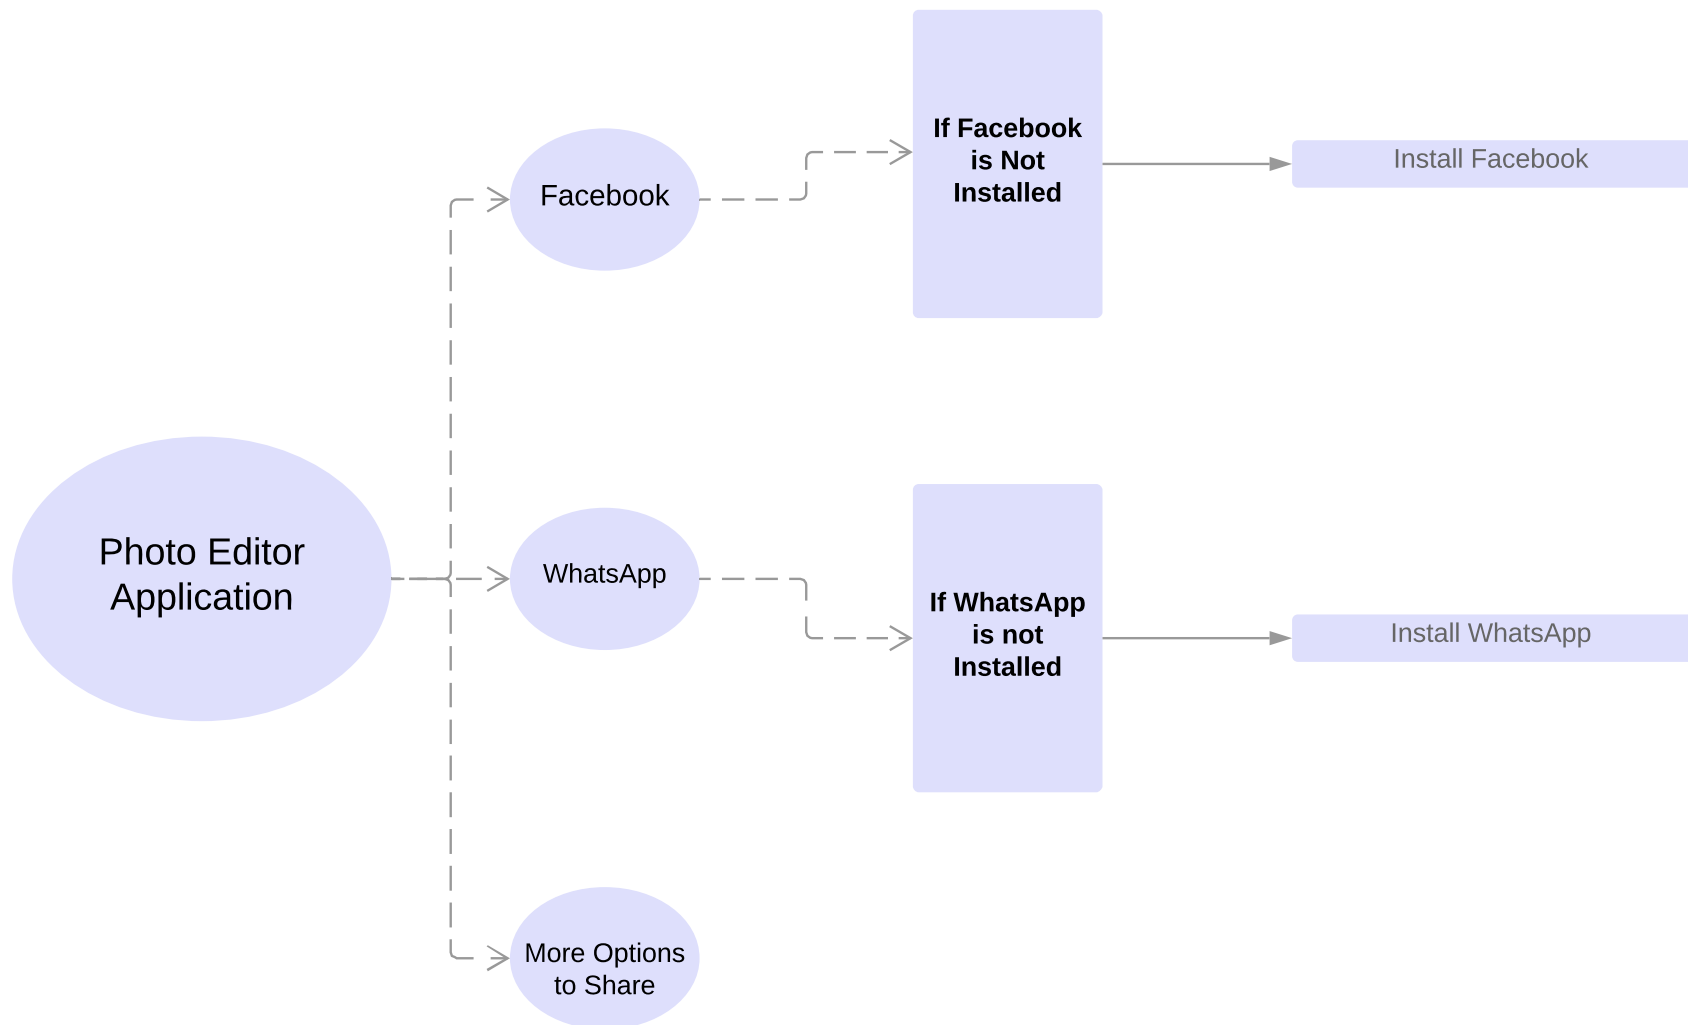 If Facebook
is Not
Installed
Install Facebook
Facebook
Photo Editor
Application
WhatsApp
If WhatsApp
is not
Installed
Install WhatsApp
More Options
to Share